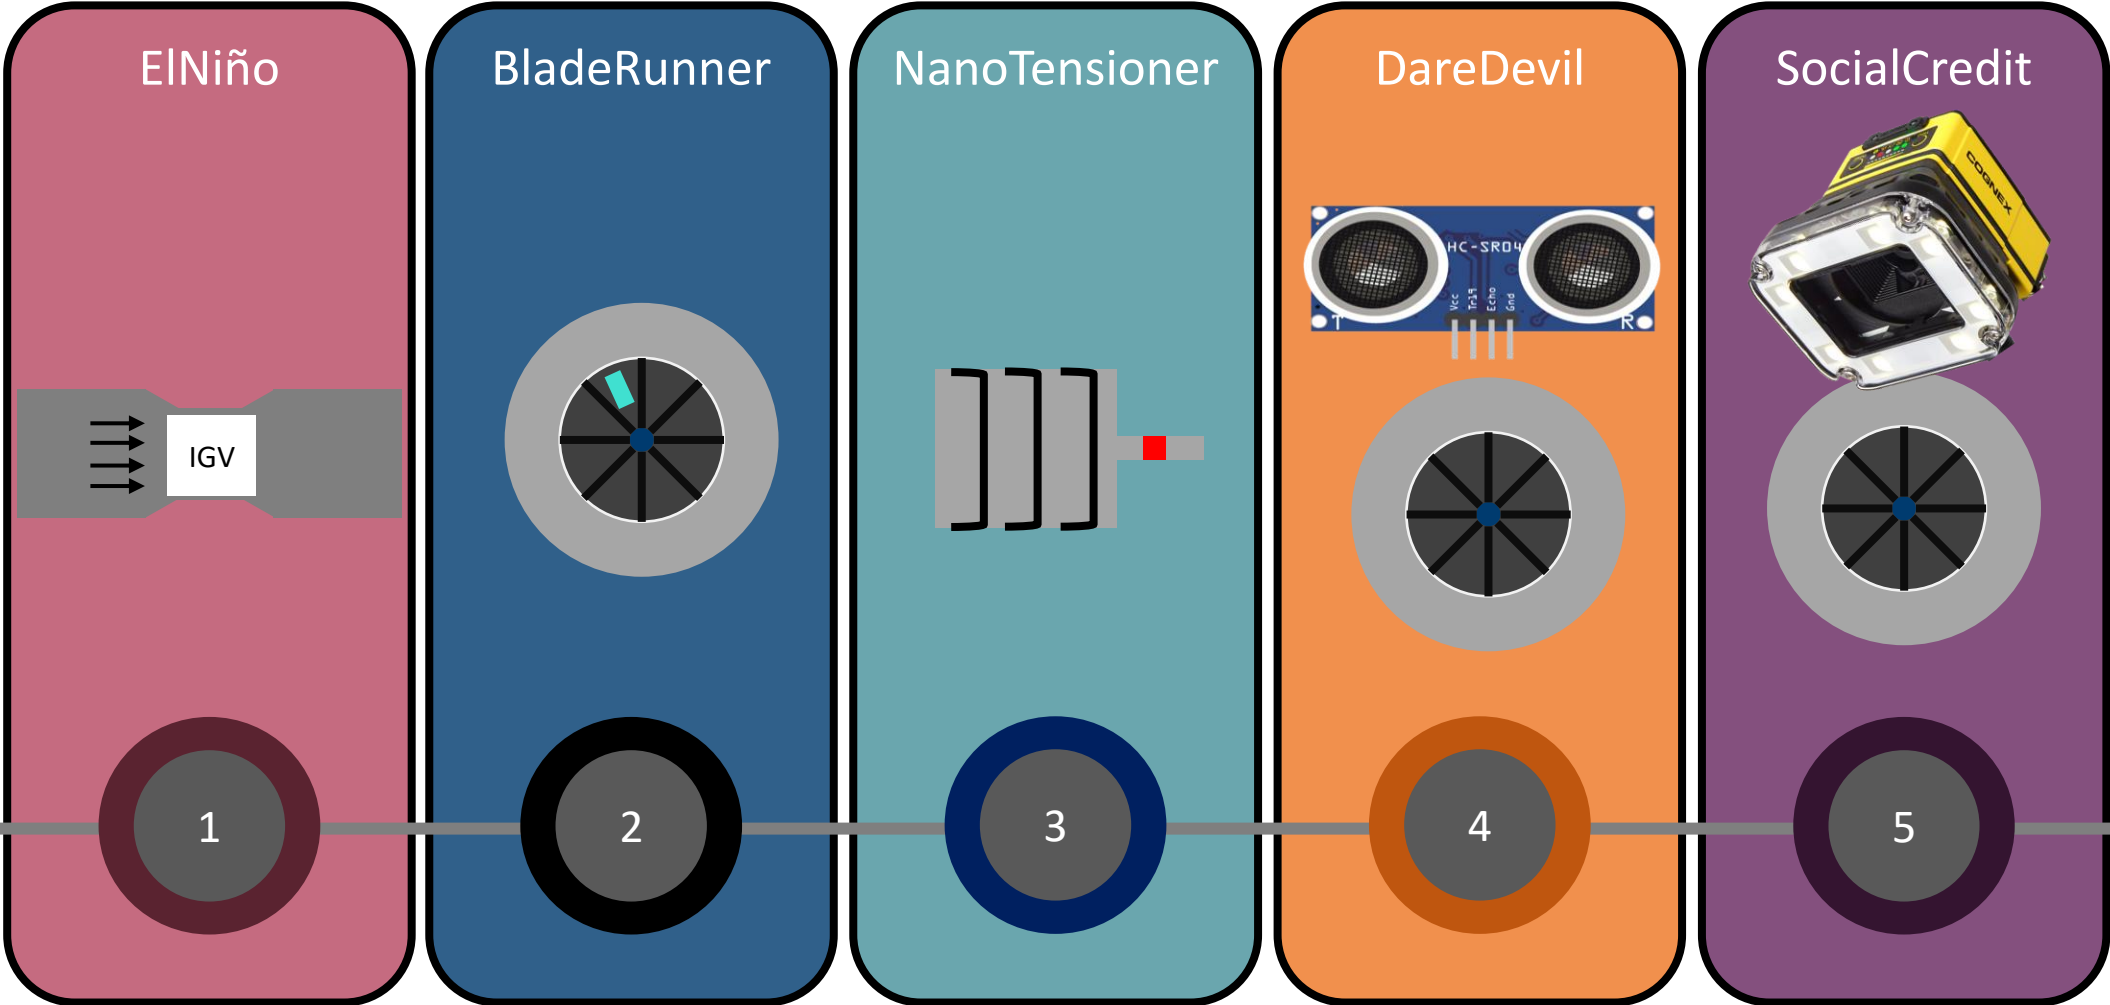 ElNiño
BladeRunner
NanoTensioner
DareDevil
SocialCredit
COGNEX
HC-SR04
Vcc
Trig
Echo
Gnd
T
R
IGV
1
2
3
4
5